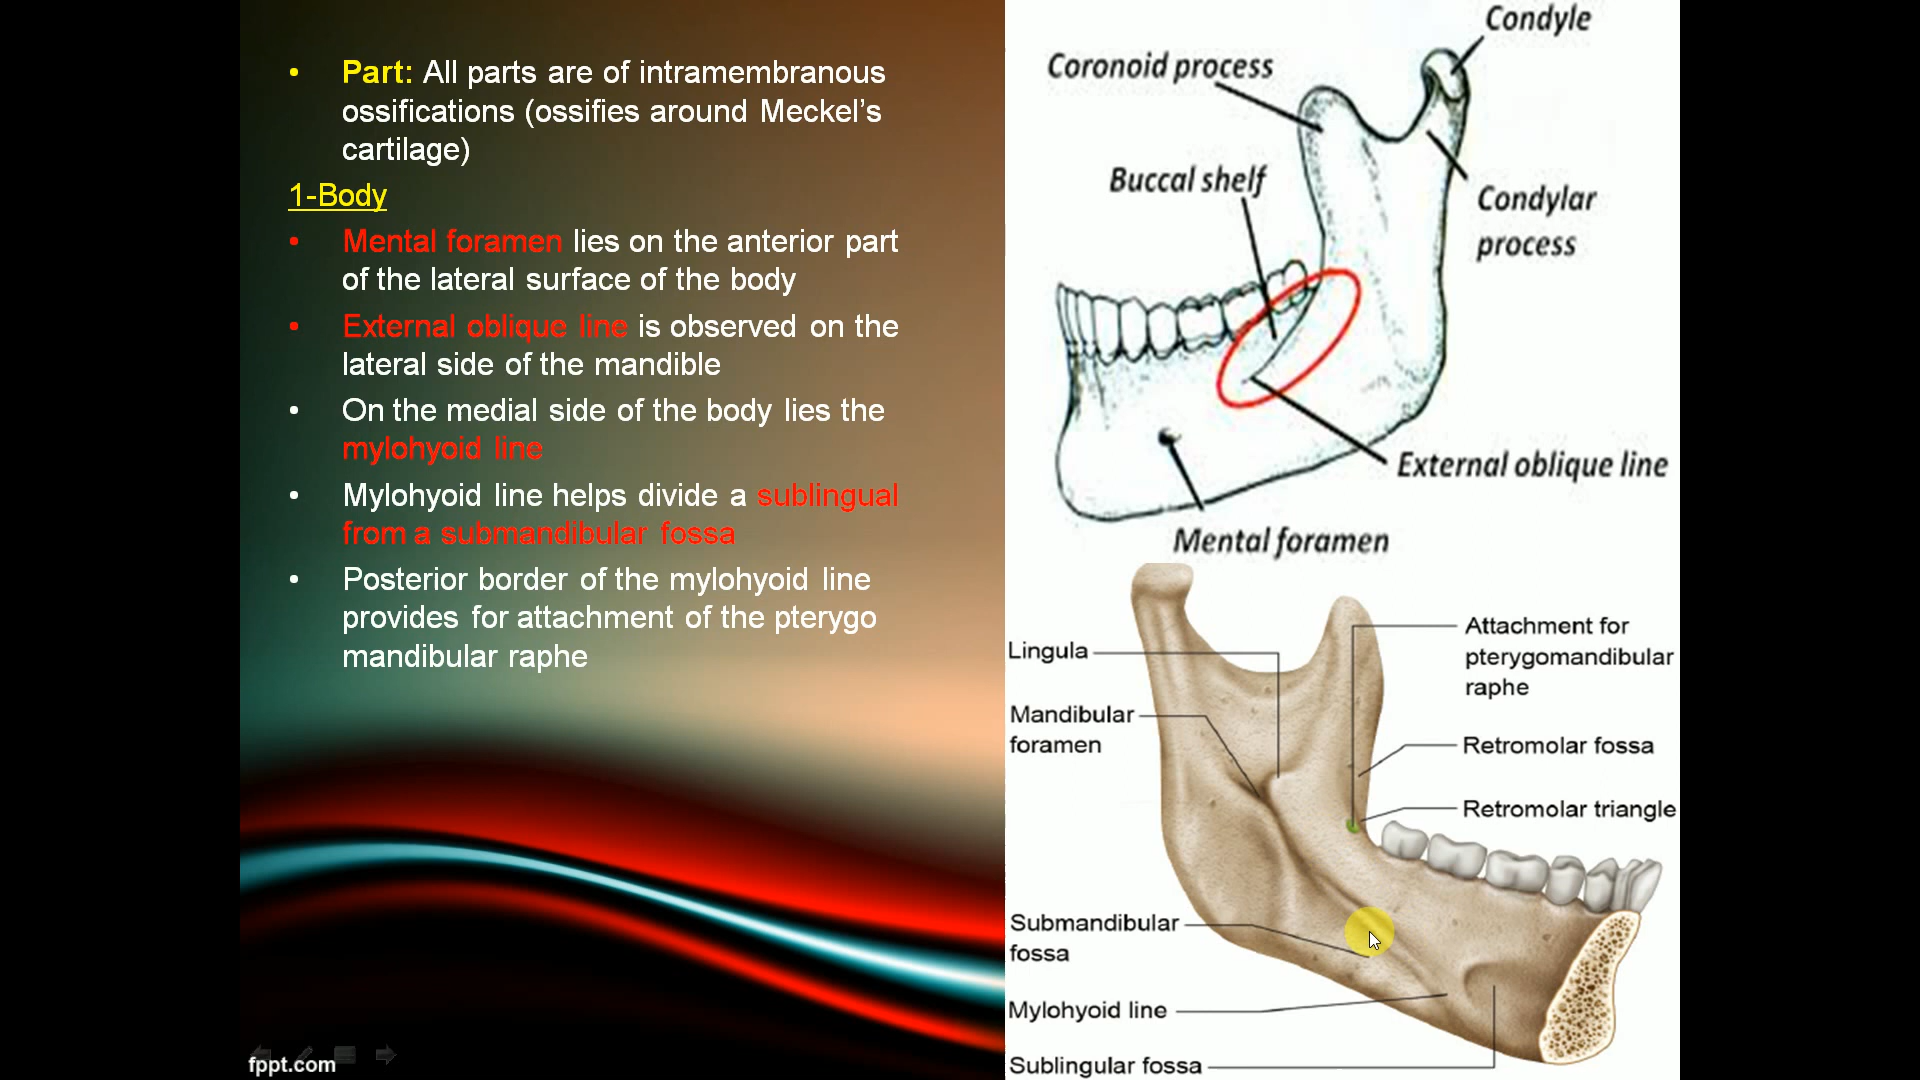 • Part: All parts are of intramembranous
ossifications (ossifies around Meckel’s
cartilage)
1-Body
• Mental foramen lies on the anterior part
of the lateral surface of the body
• External oblique line is observed on the
lateral side of the mandible
• On the medial side of the body lies the
mylohyoid line
• Mylohyoid line helps divide a sublingual
from a submandibular fossa
• Posterior border of the mylohyoid line
provides for attachment of the pterygo
mandibular raphe
fppt.com
Condyle
Coronoid process
Buccal shelf
Condylar
process
External oblique line
Mental foramen
Lingula
Mandibular
foramen
Submandibular
fossa
Mylohyoid line
Sublingular fossa
Attachment for
pterygomandibular
raphe
Retromolar fossa
Retromolar triangle